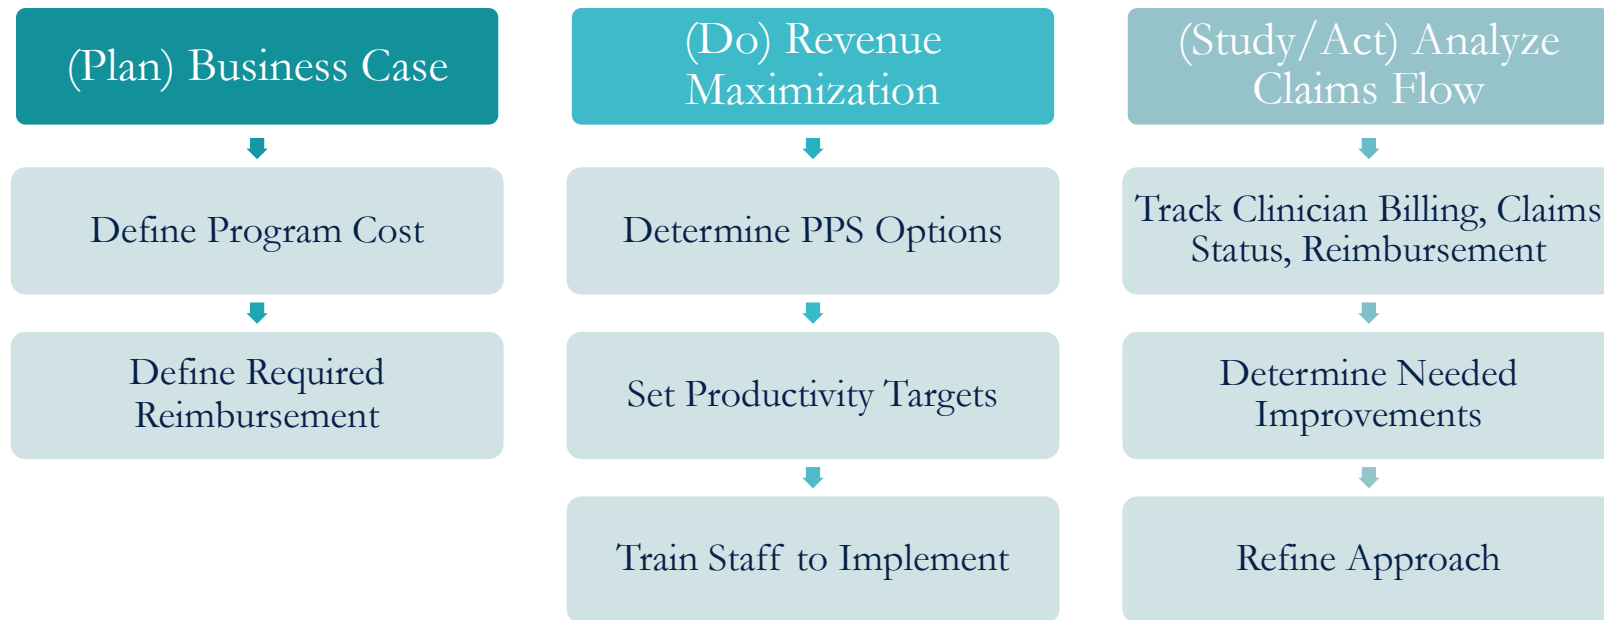 (Plan) Business Case
Define Program Cost
Define Required
Reimbursement
(Do) Revenue
Maximization
Determine PPS Options
Set Productivity Targets
Train Staff to Implement
(Study/Act) Analyze
Claims Flow
Track Clinician Billing, Claims
Status, Reimbursement
Determine Needed
Improvements
Refine Approach